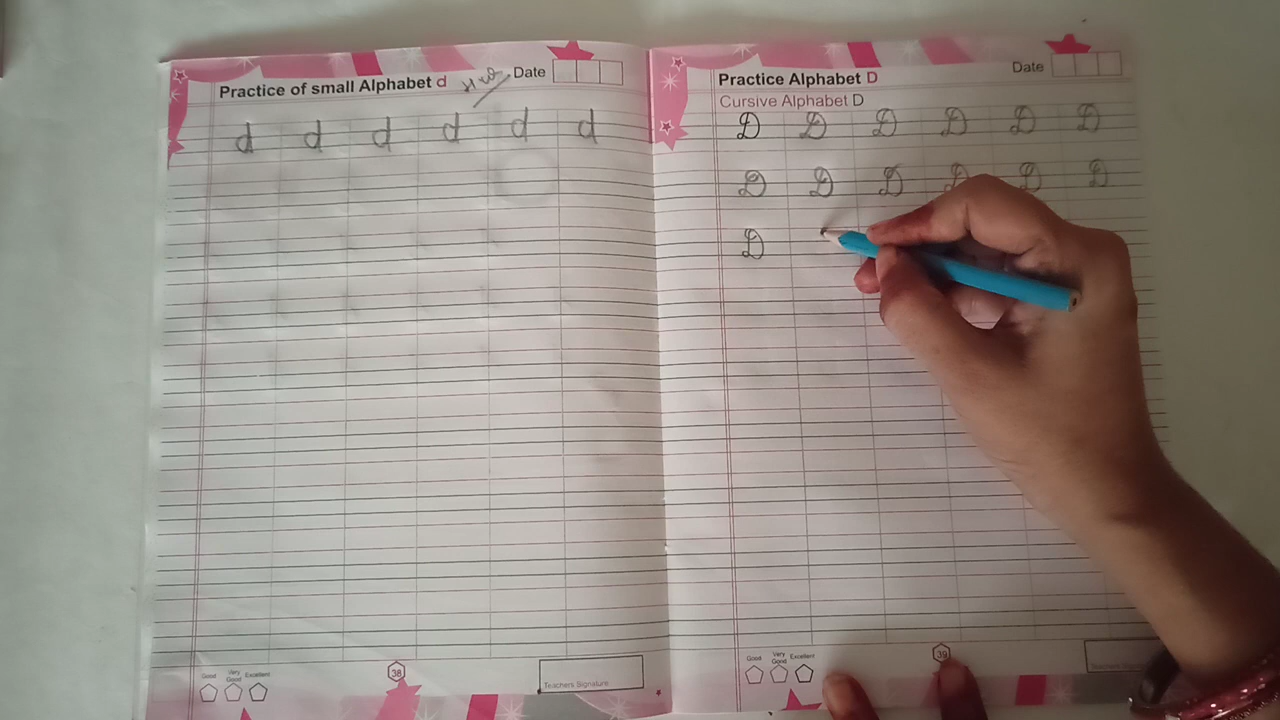 Practice of small Alphabet d H.W Date
d d d d d d
Good Very Good Excellent
38
Teachers Signature
Practice Alphabet D Date
Cursive Alphabet D
D D D D D D
D D D D D D
D
Good Very Good Excellent
39
Teachers